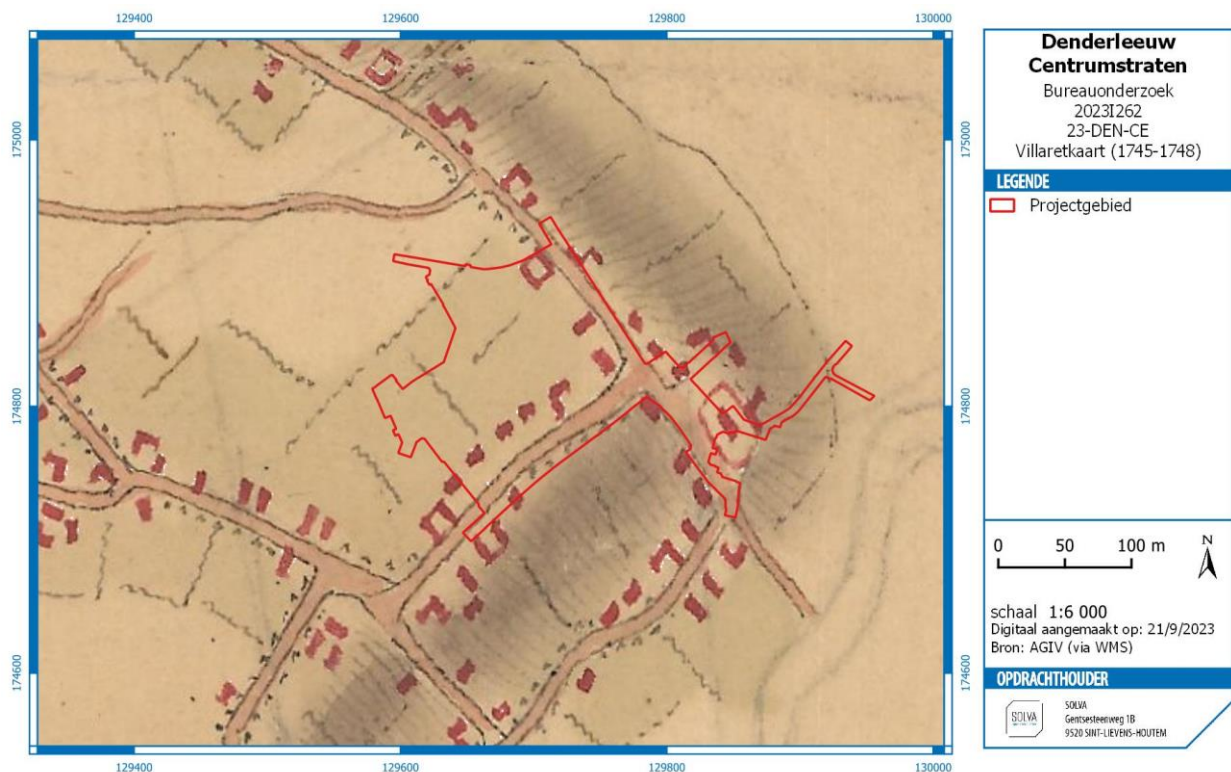 129400
129600
129800
130000
175000
175000
174800
174800
174600
174600
129400
129600
129800
130000
Denderleeuw
Centrumstraten
Bureauonderzoek
2023I262
23-DEN-CE
Villaretkaart (1745-1748)
LEGENDE
Projectgebied
0 50 100 m
N
schaal 1:6 000
Digitaal aangemaakt op: 21/9/2023
Bron: AGIV (via WMS)
OPDRACHTHOUDER
SOLVA
SOLVA
Gentsesteenweg 1B
9520 SINT-LIEVENS-HOUTEM